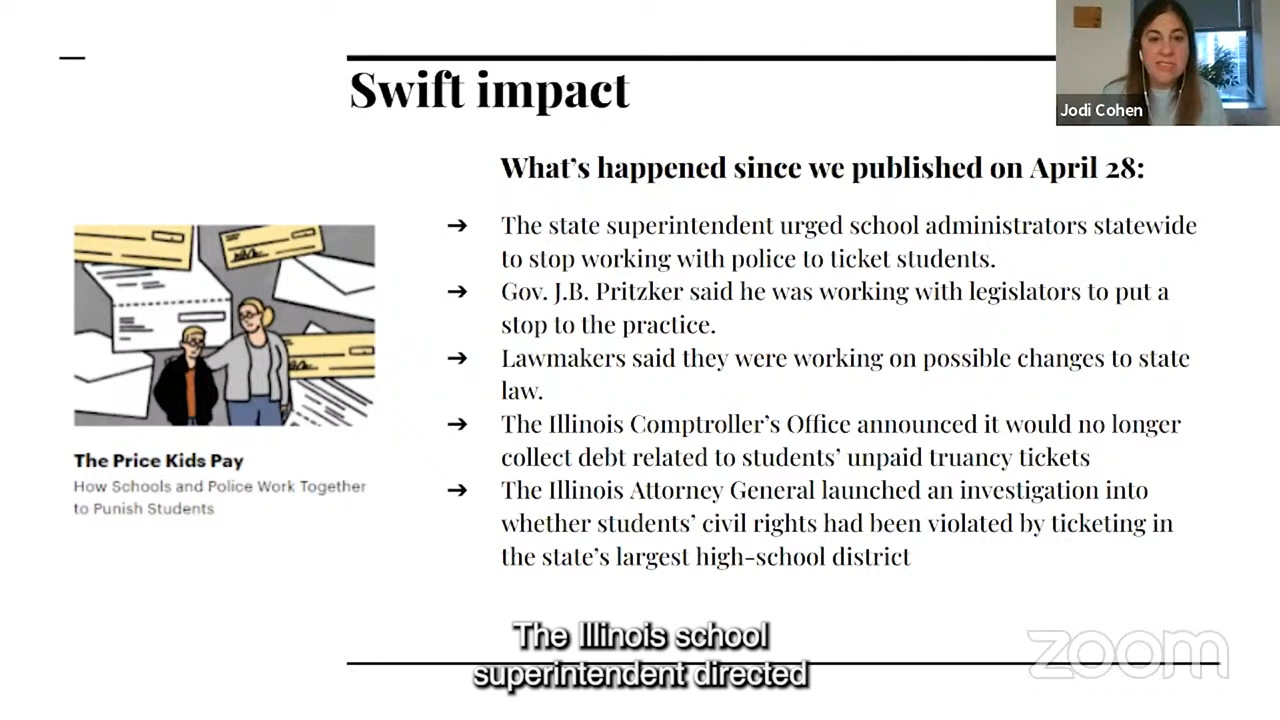 Swift impact
Jodi Cohen
What's happened since we published on April 28:
➔ The state superintendent urged school administrators statewide
to stop working with police to ticket students.
➔ Gov. J.B. Pritzker said he was working with legislators to put a
stop to the practice.
➔ Lawmakers said they were working on possible changes to state
law.
➔ The Illinois Comptroller's Office announced it would no longer
collect debt related to students' unpaid truancy tickets
➔ The Illinois Attorney General launched an investigation into
whether students' civil rights had been violated by ticketing in
the state's largest high-school district
The Price Kids Pay
How Schools and Police Work Together
to Punish Students
The Illinois school
superintendent directed
zoom